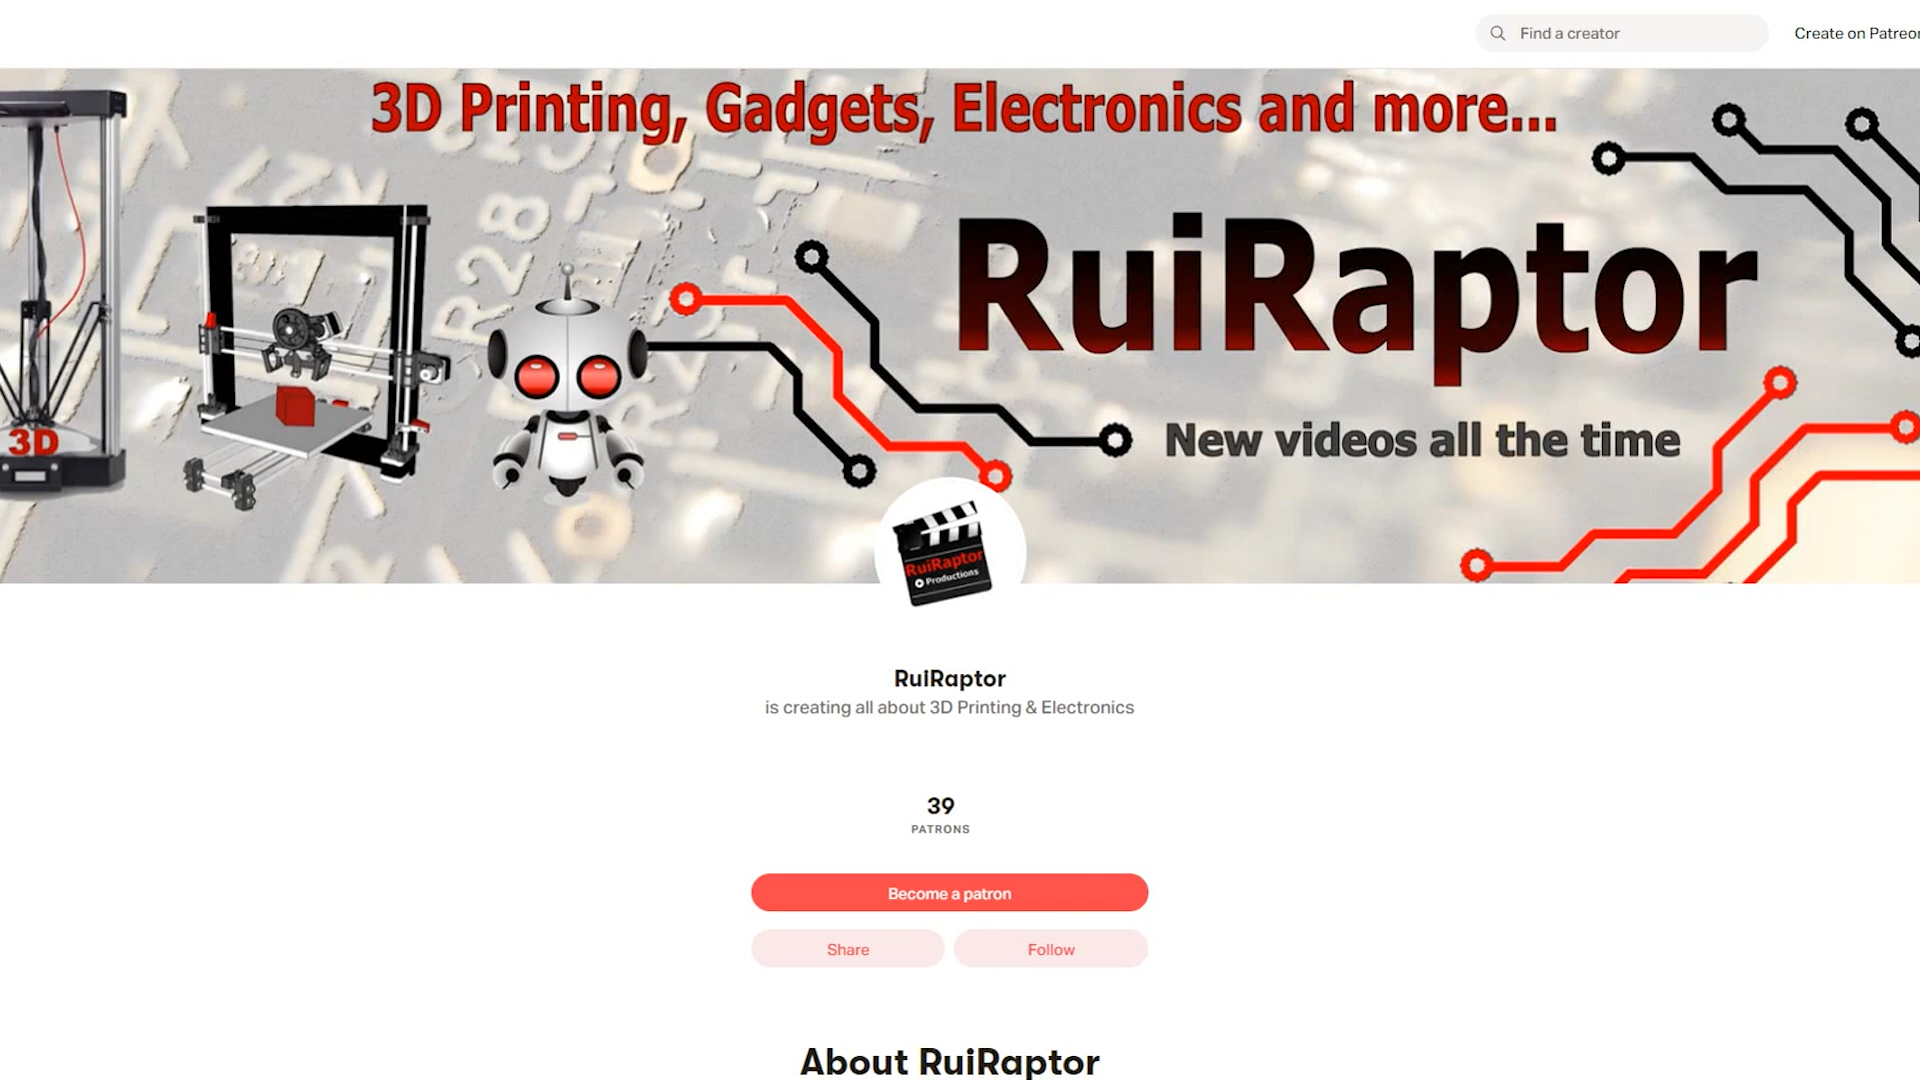 Find a creator
Create on Patreon
3D Printing, Gadgets, Electronics and more...
RuiRaptor
New videos all the time
R28
3D
RuiRaptor
Productions
RuiRaptor
is creating all about 3D Printing & Electronics
39
PATRONS
Become a patron
Share
Follow
About RuiRaptor